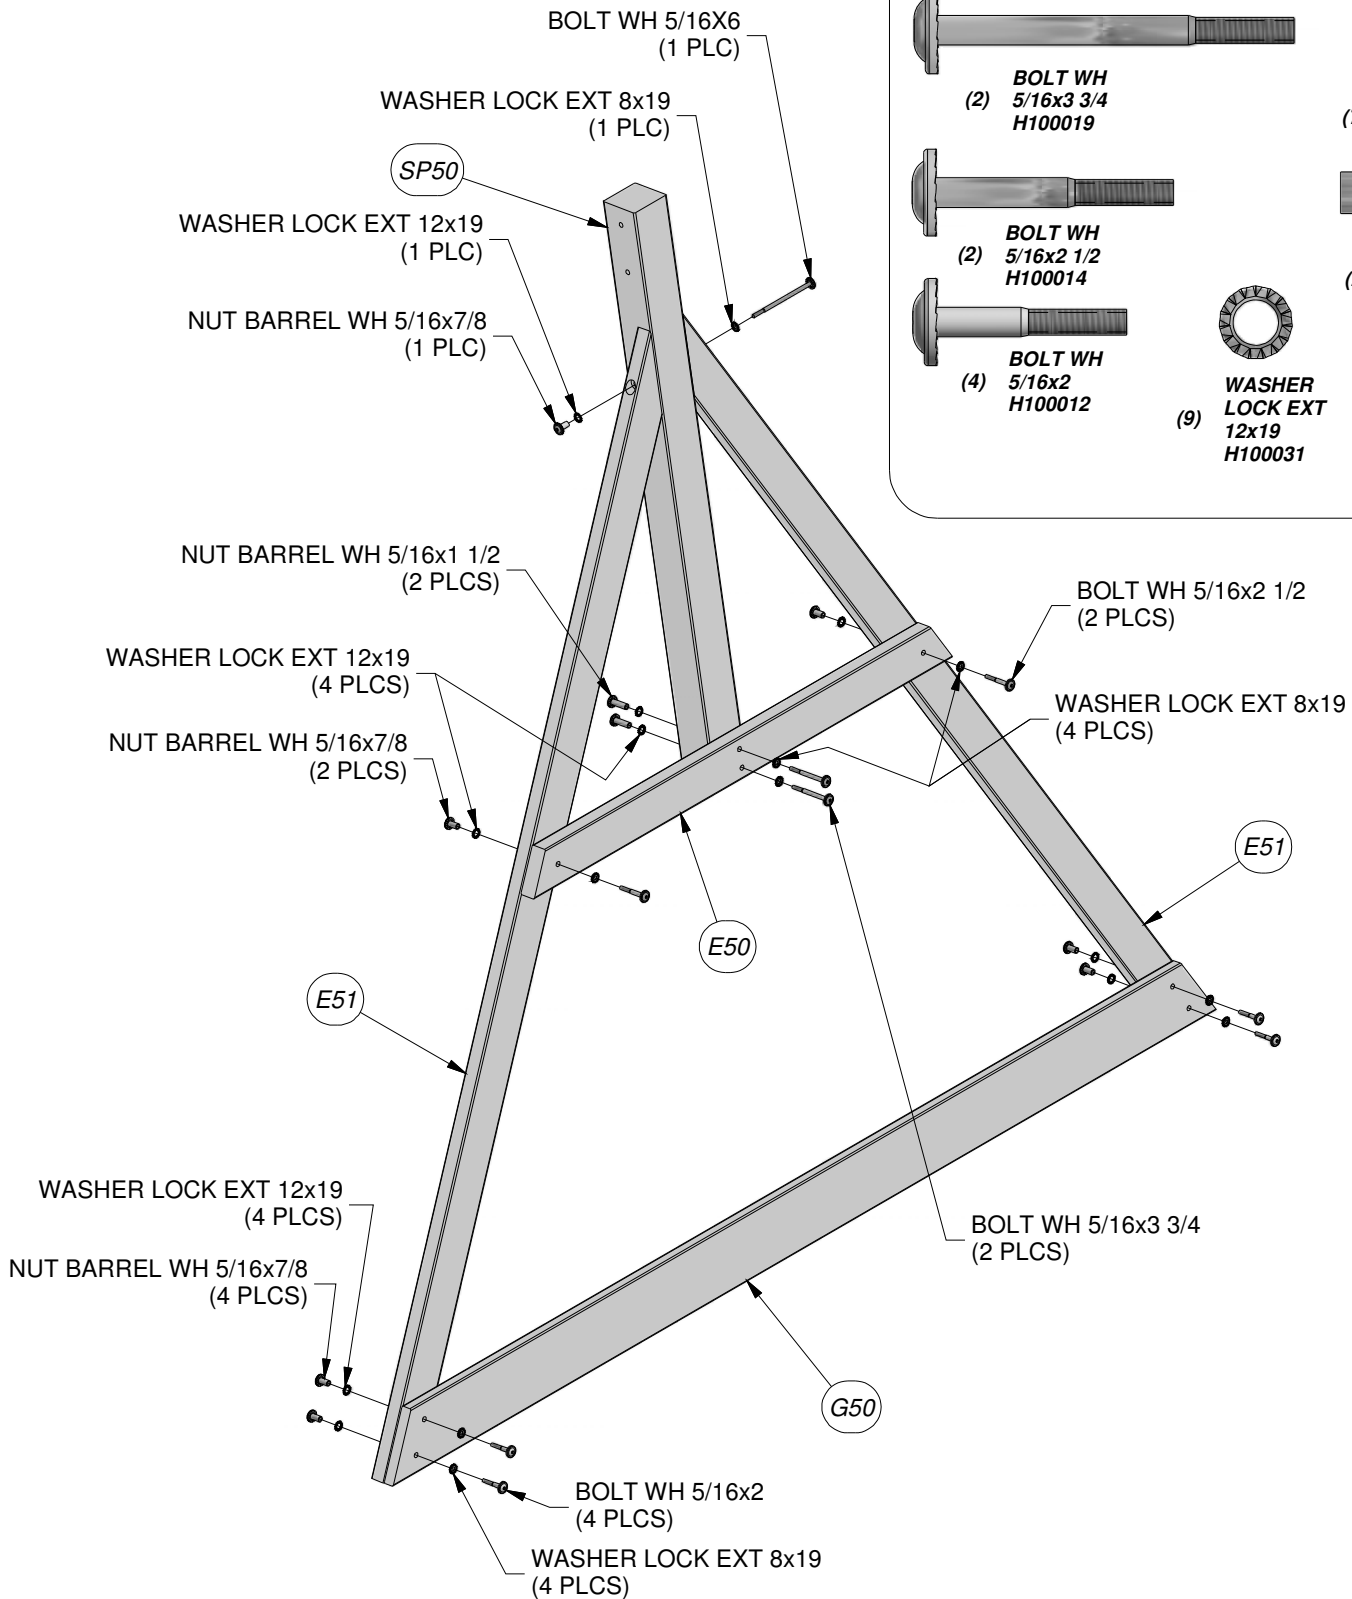 BOLT WH 5/16X6
(1 PLC)
WASHER LOCK EXT 8x19
(1 PLC)
SP50
WASHER LOCK EXT 12x19
(1 PLC)
NUT BARREL WH 5/16x7/8
(1 PLC)
(2) BOLT WH
5/16x3 3/4
H100019
(2) BOLT WH
5/16x2 1/2
H100014
(4) BOLT WH
5/16x2
H100012
(9) WASHER
LOCK EXT
12x19
H100031
NUT BARREL WH 5/16x1 1/2
(2 PLCS)
WASHER LOCK EXT 12x19
(4 PLCS)
NUT BARREL WH 5/16x7/8
(2 PLCS)
BOLT WH 5/16x2 1/2
(2 PLCS)
WASHER LOCK EXT 8x19
(4 PLCS)
E51
E50
E51
WASHER LOCK EXT 12x19
(4 PLCS)
NUT BARREL WH 5/16x7/8
(4 PLCS)
BOLT WH 5/16x3 3/4
(2 PLCS)
G50
BOLT WH 5/16x2
(4 PLCS)
WASHER LOCK EXT 8x19
(4 PLCS)